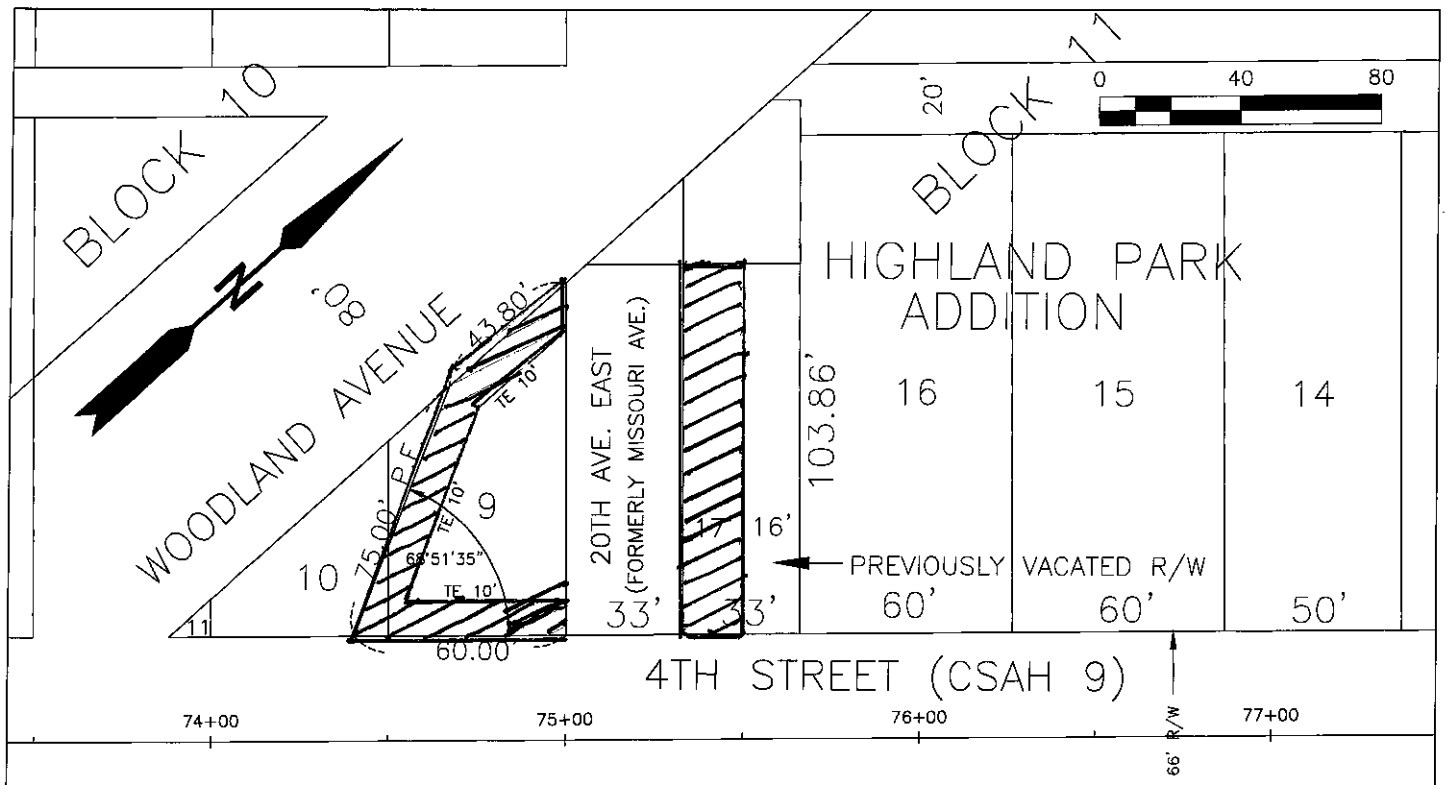 BLOCK 10
BLOCK 11
20'
0 40 80
N
80'
WOODLAND AVENUE
43.80'
TE 10'
P.E.
75.00'
TE 10'
9
68°51'35"
TE 10'
10
11
60.00'
20TH AVE. EAST
(FORMERLY MISSOURI AVE.)
33'
17
16'
33'
103.86'
HIGHLAND PARK
ADDITION
16
15
14
PREVIOUSLY VACATED R/W
60'
60'
50'
4TH STREET (CSAH 9)
66' R/W
74+00
75+00
76+00
77+00